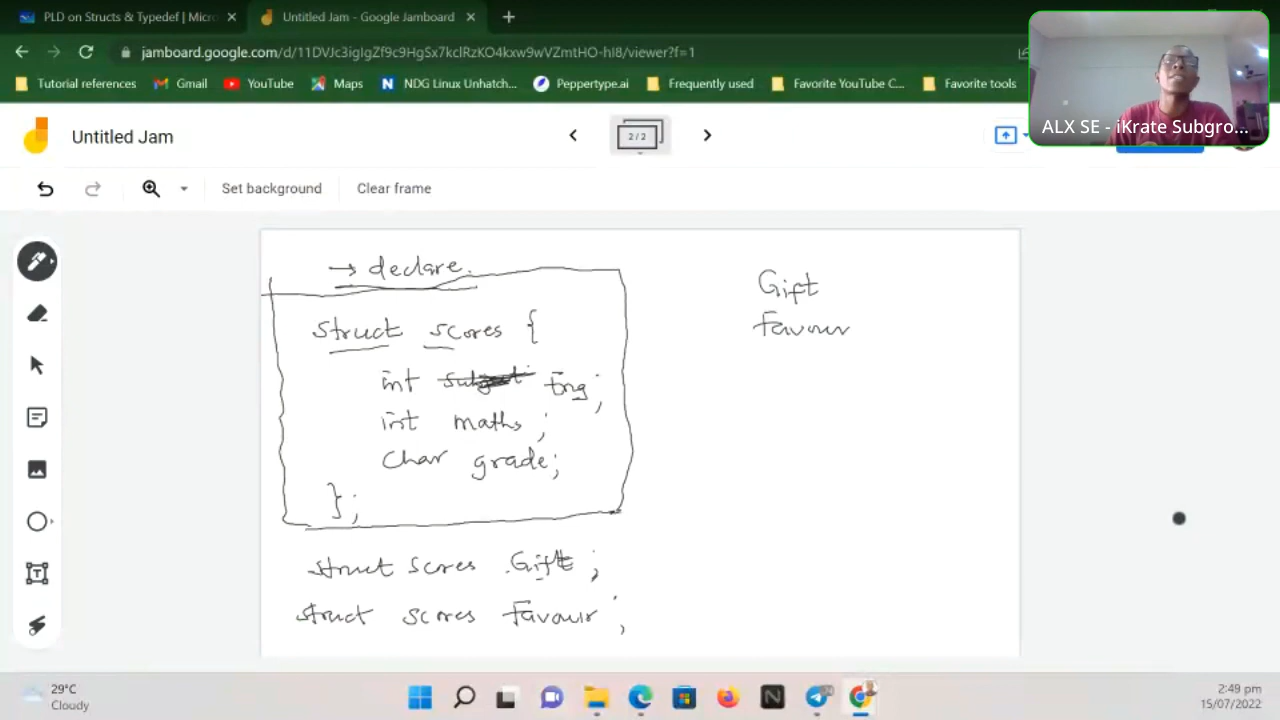 PLD on Structs & Typedef | Micr
Untitled Jam - Google Jamboard
jamboard.google.com/d/11DVJc3igIgZf9c9HgSx7kclRzKO4kxw9wVZmtHO-hI8/viewer?f=1
Tutorial references
Gmail
YouTube
Maps
NDG Linux Unhatch...
Peppertype.ai
Frequently used
Favorite YouTube C...
Favorite tools
ALX SE - iKrate Subgro...
Untitled Jam
2/2
Set background
Clear frame
→ declare.
struct scores {
int Eng;
int maths;
char grade;
};
struct scores Gift;
struct scores Favour;
Gift
Favour
29°C
Cloudy
2:49 pm
15/07/2022